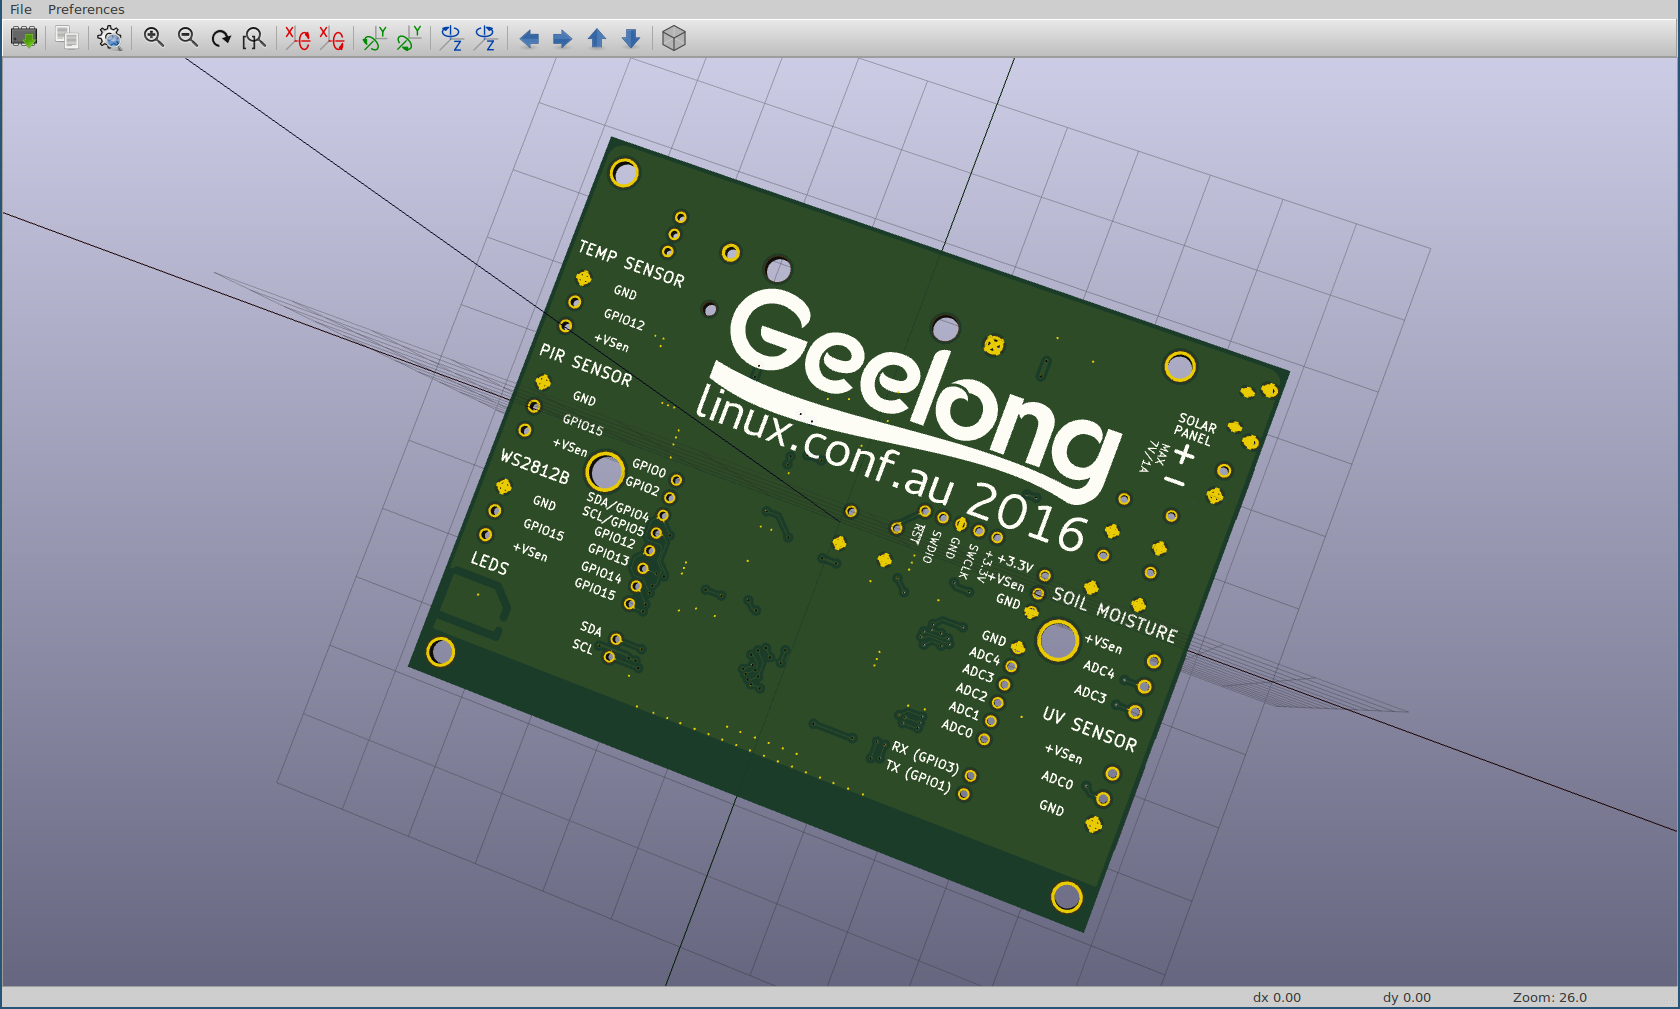 File Preferences
X X Y Y Z Z
TEMP SENSOR
GND
GPIO12
+VSen
PIR SENSOR
GND
GPIO15
+VSen
WS2812B
GND
GPIO15
+VSen
LEDS
GPIO0
GPIO2
SDA/GPIO4
SCL/GPIO5
GPIO12
GPIO13
GPIO14
GPIO15
SDA
SCL
Geelong
linux.conf.au 2016
SOLAR
PANEL
+
−
MAX
7V/1A
RST
SWDIO
GND
SWCLK
+3.3V
+3.3V
+VSen
GND
SOIL MOISTURE
+VSen
ADC4
ADC3
GND
ADC4
ADC3
ADC2
ADC1
ADC0
UV SENSOR
+VSen
ADC0
GND
RX (GPIO3)
TX (GPIO1)
dx 0.00 dy 0.00 Zoom: 26.0